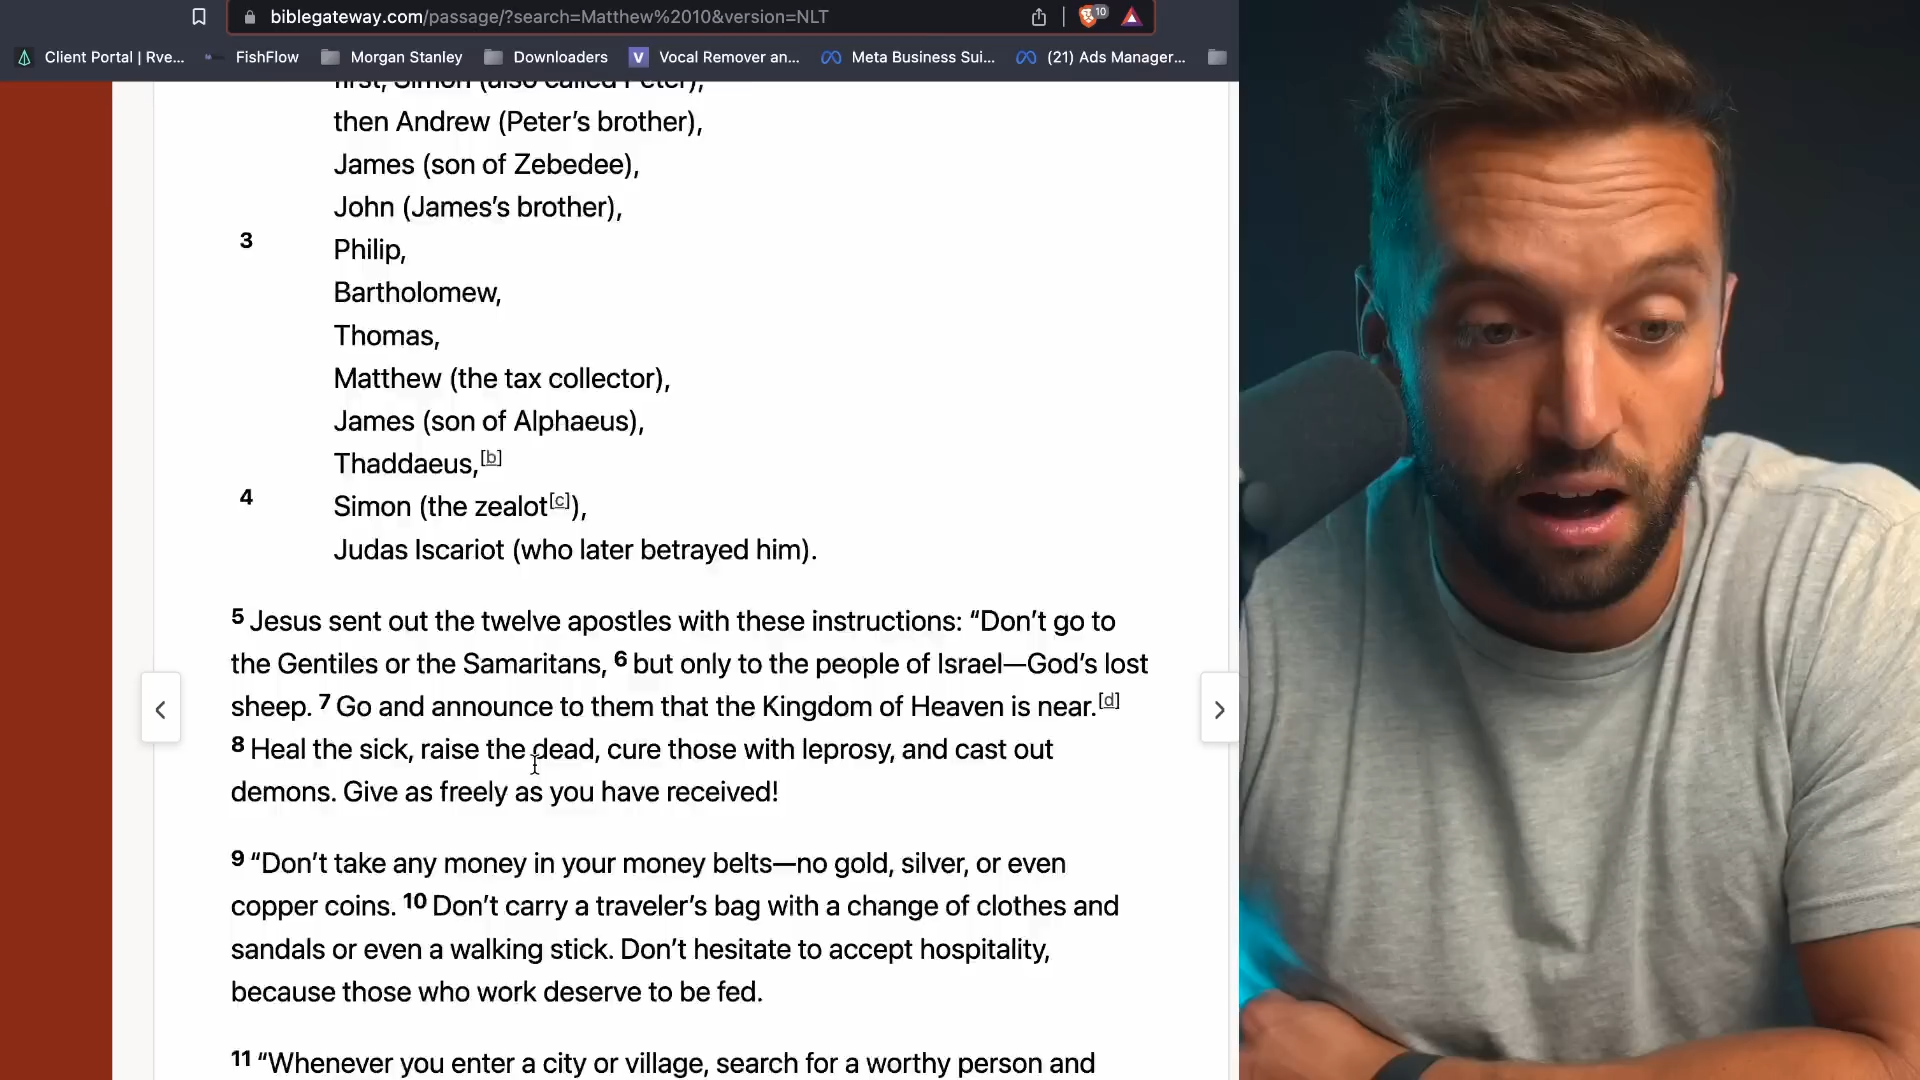 biblegateway.com/passage/?search=Matthew%2010&version=NLT
10
Client Portal | Rve...
FishFlow
Morgan Stanley
Downloaders
V
Vocal Remover an...
Meta Business Sui...
(21) Ads Manager...
first, Simon (also called Peter),
then Andrew (Peter’s brother),
James (son of Zebedee),
John (James’s brother),
3 Philip,
Bartholomew,
Thomas,
Matthew (the tax collector),
James (son of Alphaeus),
Thaddaeus,[b]
4 Simon (the zealot[c]),
Judas Iscariot (who later betrayed him).
5 Jesus sent out the twelve apostles with these instructions: “Don’t go to
the Gentiles or the Samaritans, 6 but only to the people of Israel—God’s lost
sheep. 7 Go and announce to them that the Kingdom of Heaven is near.[d]
8 Heal the sick, raise the dead, cure those with leprosy, and cast out
demons. Give as freely as you have received!
9 “Don’t take any money in your money belts—no gold, silver, or even
copper coins. 10 Don’t carry a traveler’s bag with a change of clothes and
sandals or even a walking stick. Don’t hesitate to accept hospitality,
because those who work deserve to be fed.
11 “Whenever you enter a city or village, search for a worthy person and